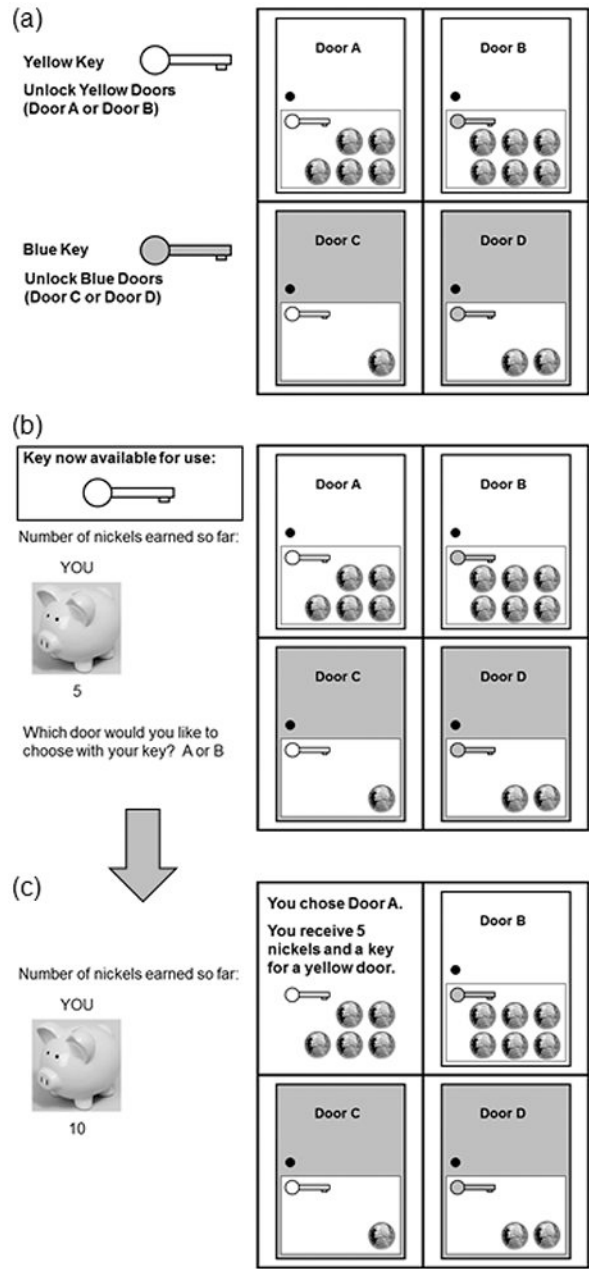 (a)
Yellow Key
Unlock Yellow Doors
(Door A or Door B)
Door A
Door B
Blue Key
Unlock Blue Doors
(Door C or Door D)
Door C
Door D
(b)
Key now available for use:
Number of nickels earned so far:
YOU
5
Which door would you like to
choose with your key? A or B
Door A
Door B
Door C
Door D
(c)
Number of nickels earned so far:
YOU
10
You chose Door A.
You receive 5
nickels and a key
for a yellow door.
Door B
Door C
Door D